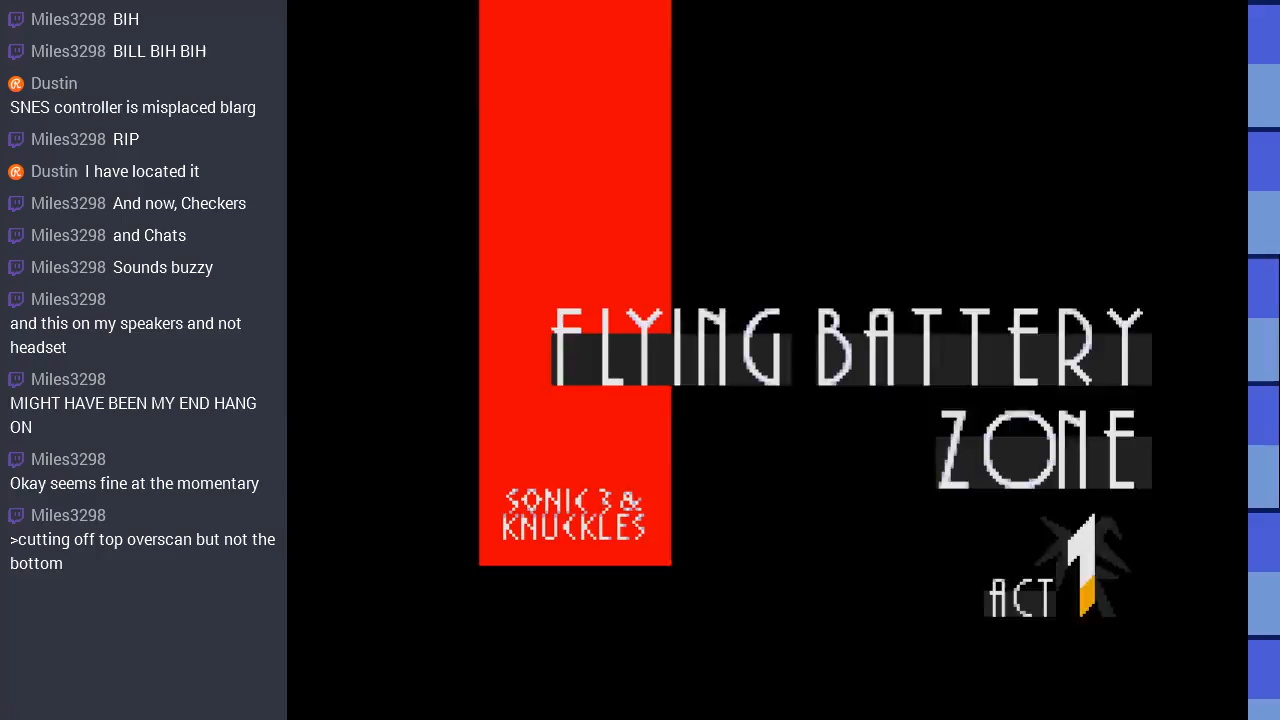 Miles3298 BIH
Miles3298 BILL BIH BIH
Dustin
SNES controller is misplaced blarg
Miles3298 RIP
Dustin I have located it
Miles3298 And now, Checkers
Miles3298 and Chats
Miles3298 Sounds buzzy
Miles3298
and this on my speakers and not
headset
Miles3298
MIGHT HAVE BEEN MY END HANG
ON
Miles3298
Okay seems fine at the momentary
Miles3298
>cutting off top overscan but not the
bottom
FLYING BATTERY
ZONE
SONIC 3 &
KNUCKLES
ACT 1